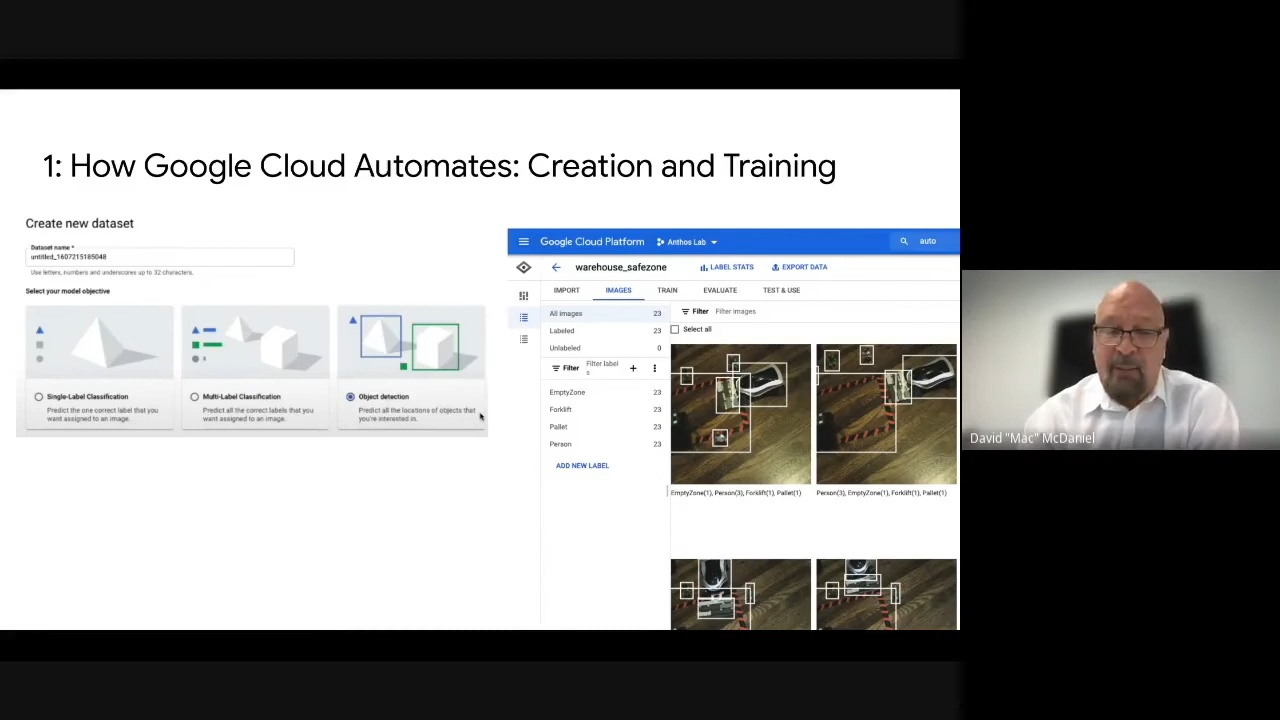 1: How Google Cloud Automates: Creation and Training
Create new dataset
Dataset name *
untitled_1607215185048
Use letters, numbers and underscores up to 32 characters.
Select your model objective
Single-Label Classification
Predict the one correct label that you
want assigned to an image.
Multi-Label Classification
Predict all the correct labels that you
want assigned to an image.
Object detection
Predict all the locations of objects that
you're interested in.
Google Cloud Platform
Anthos Lab
auto
warehouse_safezone
LABEL STATS
EXPORT DATA
IMPORT
IMAGES
TRAIN
EVALUATE
TEST & USE
All images 23
Labeled 23
Unlabeled 0
Filter
Filter label
s
EmptyZone 23
Forklift 23
Pallet 23
Person 23
ADD NEW LABEL
Filter Filter images
Select all
EmptyZone(1), Person(3), Forklift(1), Pallet(1)
Person(3), EmptyZone(1), Forklift(1), Pallet(1)
David "Mac" McDaniel